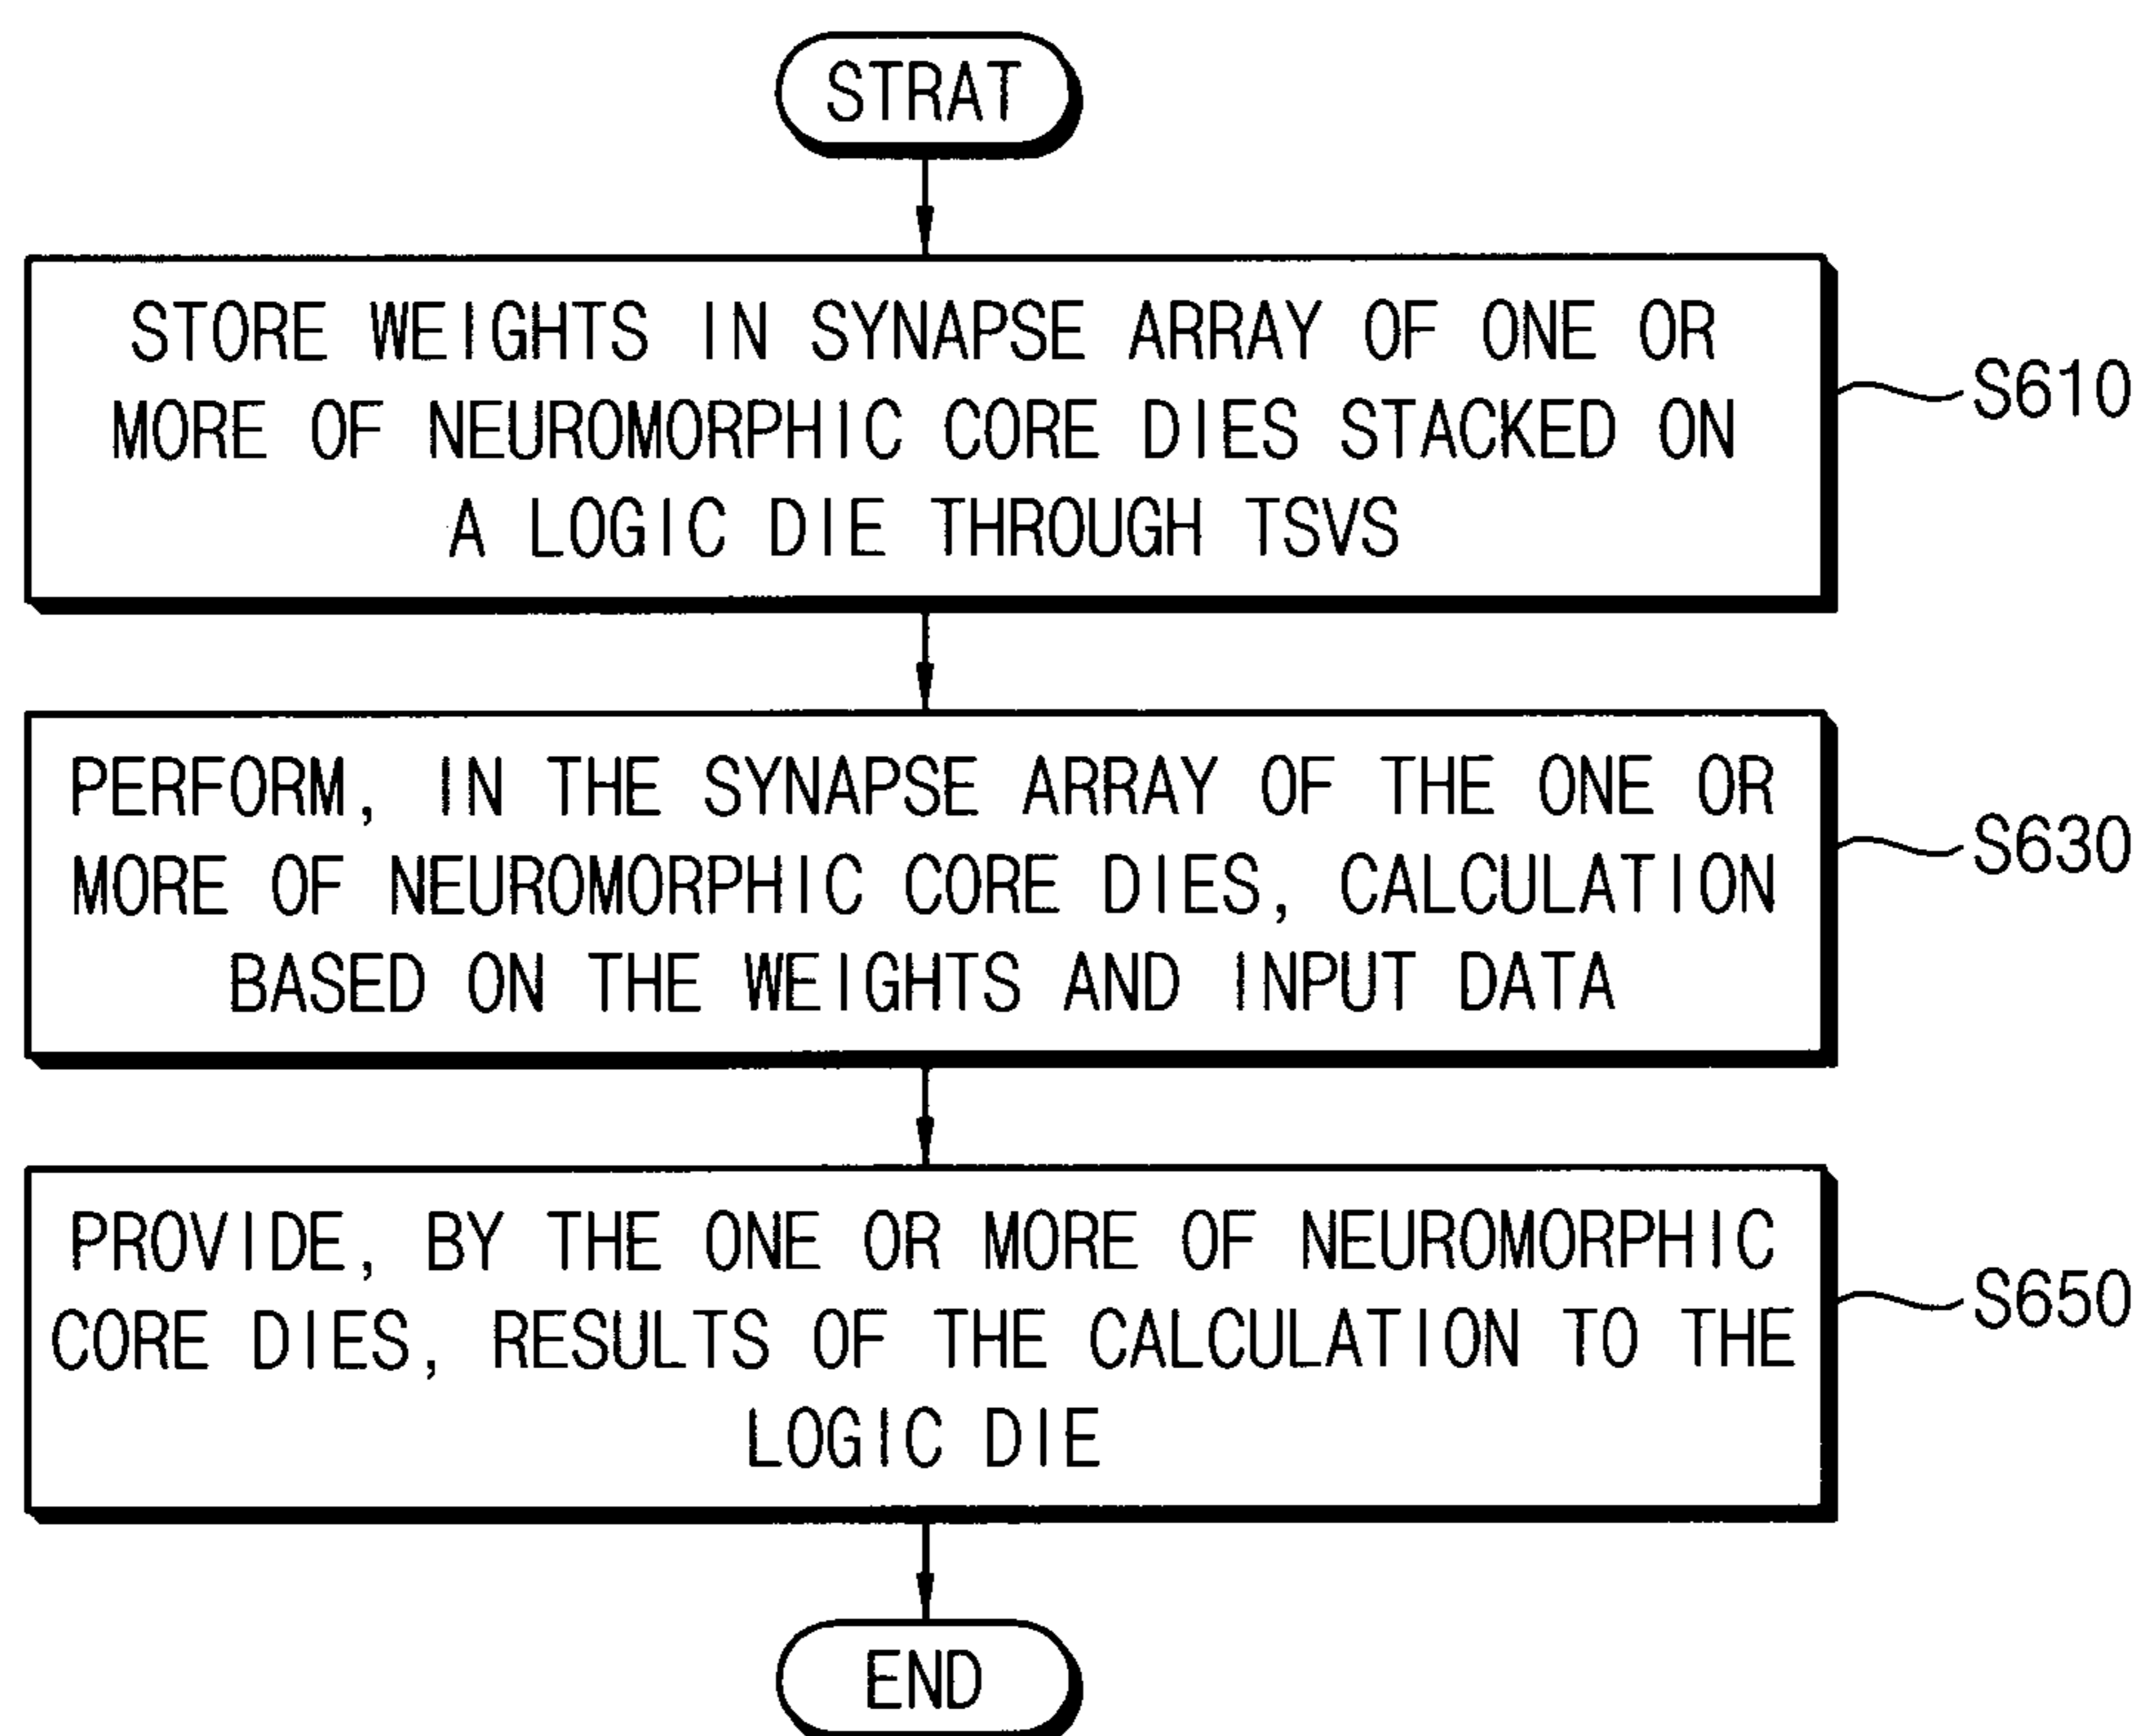 STRAT
STORE WEIGHTS IN SYNAPSE ARRAY OF ONE OR
MORE OF NEUROMORPHIC CORE DIES STACKED ON
A LOGIC DIE THROUGH TSVS
S610
PERFORM, IN THE SYNAPSE ARRAY OF THE ONE OR
MORE OF NEUROMORPHIC CORE DIES, CALCULATION
BASED ON THE WEIGHTS AND INPUT DATA
S630
PROVIDE, BY THE ONE OR MORE OF NEUROMORPHIC
CORE DIES, RESULTS OF THE CALCULATION TO THE
LOGIC DIE
S650
END